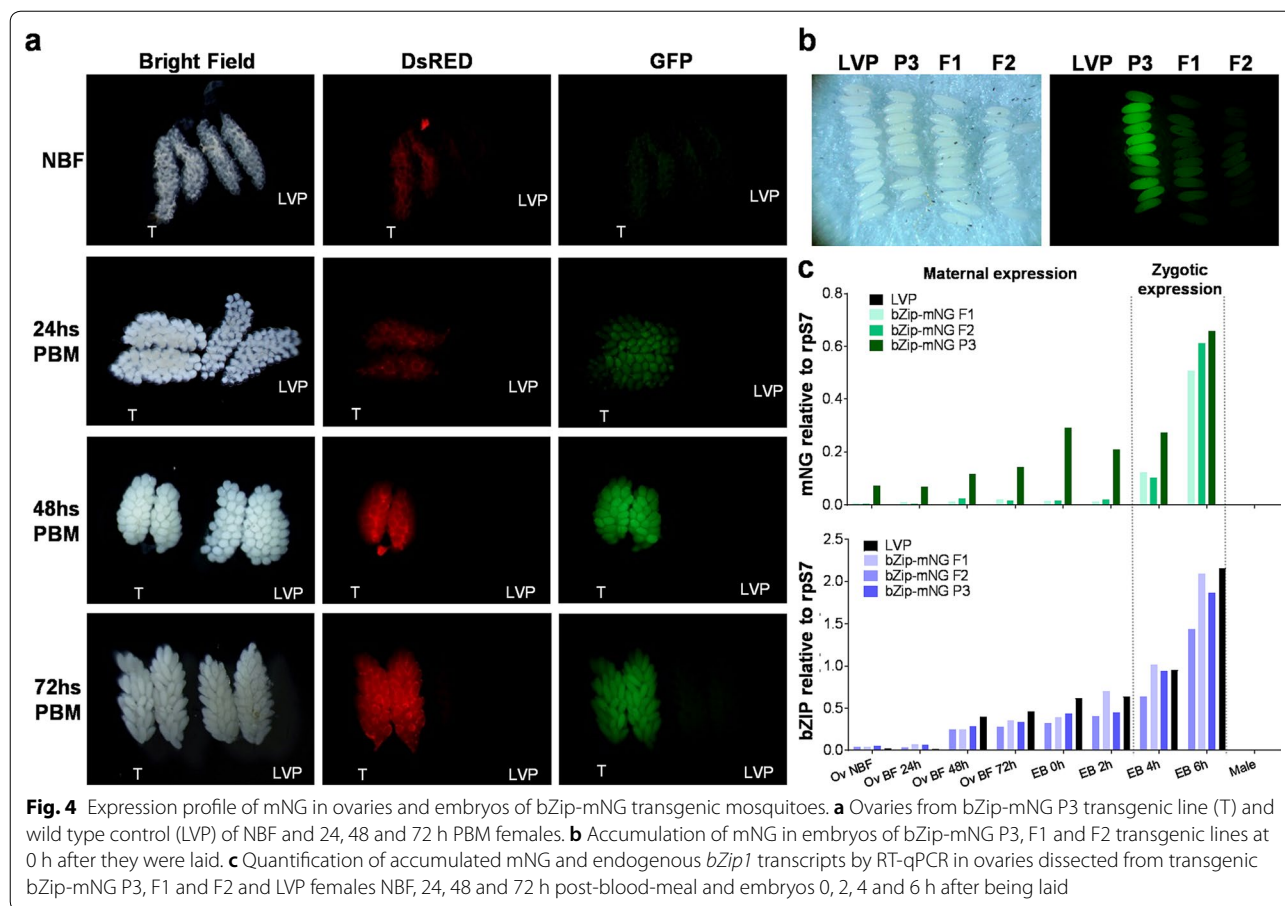 a
Bright Field DsRED GFP
NBF
T LVP
T LVP
T LVP
24hs
PBM
T LVP
T LVP
T LVP
48hs
PBM
T LVP
T LVP
T LVP
72hs
PBM
T LVP
T LVP
T LVP
b
LVP P3 F1 F2
LVP P3 F1 F2
c
Maternal expression
Zygotic
expression
mNG relative to rpS7
0.8
0.6
0.4
0.2
0.0
LVP
bZip-mNG F1
bZip-mNG F2
bZip-mNG P3
bZIP relative to rpS7
2.5
2.0
1.5
1.0
0.5
0.0
LVP
bZip-mNG F1
bZip-mNG F2
bZip-mNG P3
Ov NBF
Ov BF 24h
Ov BF 48h
Ov BF 72h
EB 0h
EB 2h
EB 4h
EB 6h
Male
Fig. 4 Expression profile of mNG in ovaries and embryos of bZip-mNG transgenic mosquitoes. a Ovaries from bZip-mNG P3 transgenic line (T) and
wild type control (LVP) of NBF and 24, 48 and 72 h PBM females. b Accumulation of mNG in embryos of bZip-mNG P3, F1 and F2 transgenic lines at
0 h after they were laid. c Quantification of accumulated mNG and endogenous bZip1 transcripts by RT-qPCR in ovaries dissected from transgenic
bZip-mNG P3, F1 and F2 and LVP females NBF, 24, 48 and 72 h post-blood-meal and embryos 0, 2, 4 and 6 h after being laid